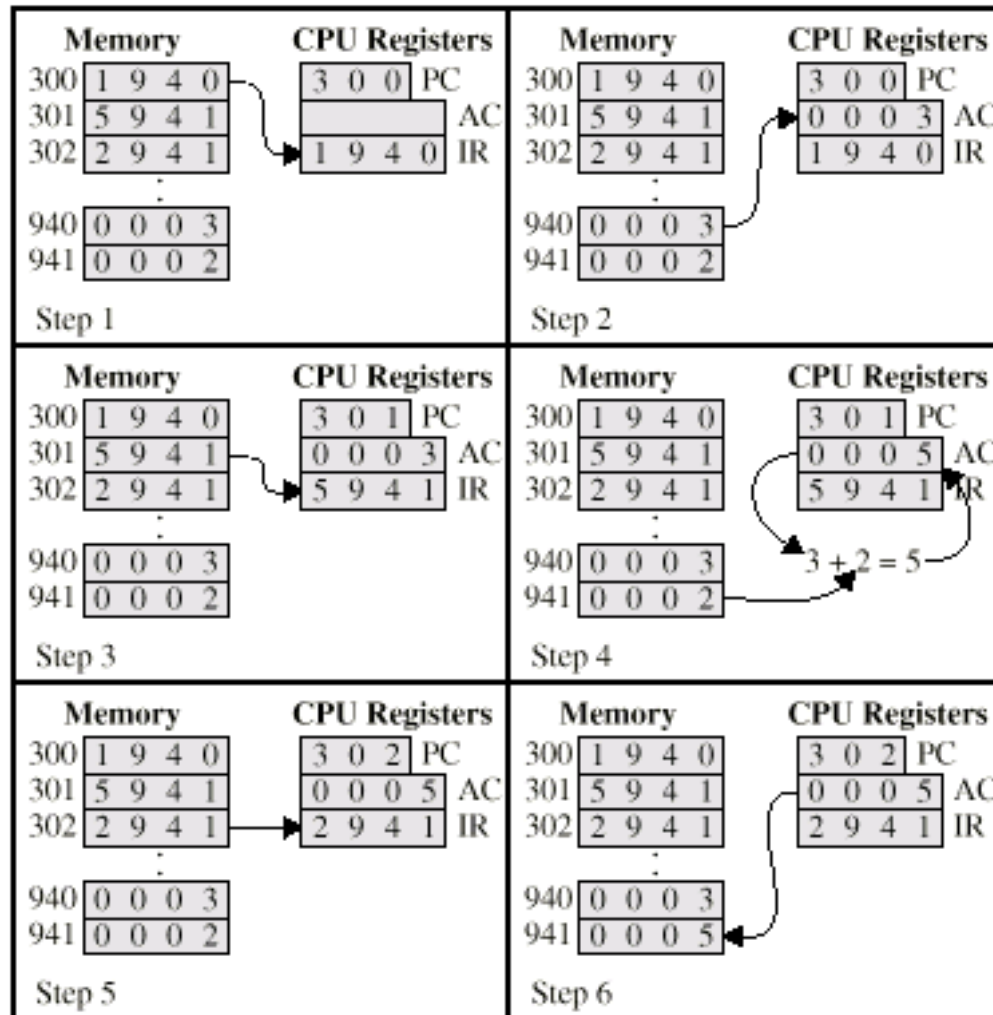 Memory CPU Registers
300 1 9 4 0 3 0 0 PC
301 5 9 4 1 AC
302 2 9 4 1 1 9 4 0 IR
940 0 0 0 3
941 0 0 0 2
Step 1
Memory CPU Registers
300 1 9 4 0 3 0 0 PC
301 5 9 4 1 0 0 0 3 AC
302 2 9 4 1 1 9 4 0 IR
940 0 0 0 3
941 0 0 0 2
Step 2
Memory CPU Registers
300 1 9 4 0 3 0 1 PC
301 5 9 4 1 0 0 0 3 AC
302 2 9 4 1 5 9 4 1 IR
940 0 0 0 3
941 0 0 0 2
Step 3
Memory CPU Registers
300 1 9 4 0 3 0 1 PC
301 5 9 4 1 0 0 0 5 AC
302 2 9 4 1 5 9 4 1 IR
940 0 0 0 3 3 + 2 = 5
941 0 0 0 2
Step 4
Memory CPU Registers
300 1 9 4 0 3 0 2 PC
301 5 9 4 1 0 0 0 5 AC
302 2 9 4 1 2 9 4 1 IR
940 0 0 0 3
941 0 0 0 2
Step 5
Memory CPU Registers
300 1 9 4 0 3 0 2 PC
301 5 9 4 1 0 0 0 5 AC
302 2 9 4 1 2 9 4 1 IR
940 0 0 0 3
941 0 0 0 5
Step 6